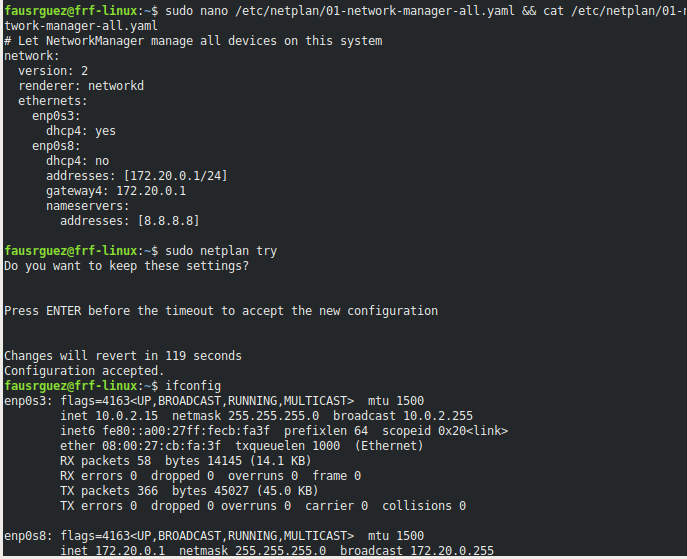 fausrguez@frf-linux:~$ sudo nano /etc/netplan/01-network-manager-all.yaml && cat /etc/netplan/01-n
twork-manager-all.yaml
# Let NetworkManager manage all devices on this system
network:
  version: 2
  renderer: networkd
  ethernets:
    enp0s3:
      dhcp4: yes
    enp0s8:
      dhcp4: no
      addresses: [172.20.0.1/24]
      gateway4: 172.20.0.1
      nameservers:
        addresses: [8.8.8.8]
fausrguez@frf-linux:~$ sudo netplan try
Do you want to keep these settings?
Press ENTER before the timeout to accept the new configuration
Changes will revert in 119 seconds
Configuration accepted.
fausrguez@frf-linux:~$ ifconfig
enp0s3: flags=4163<UP,BROADCAST,RUNNING,MULTICAST>  mtu 1500
        inet 10.0.2.15  netmask 255.255.255.0  broadcast 10.0.2.255
        inet6 fe80::a00:27ff:fecb:fa3f  prefixlen 64  scopeid 0x20<link>
        ether 08:00:27:cb:fa:3f  txqueuelen 1000  (Ethernet)
        RX packets 58  bytes 14145 (14.1 KB)
        RX errors 0  dropped 0  overruns 0  frame 0
        TX packets 366  bytes 45027 (45.0 KB)
        TX errors 0  dropped 0 overruns 0  carrier 0  collisions 0
enp0s8: flags=4163<UP,BROADCAST,RUNNING,MULTICAST>  mtu 1500
        inet 172.20.0.1  netmask 255.255.255.0  broadcast 172.20.0.255